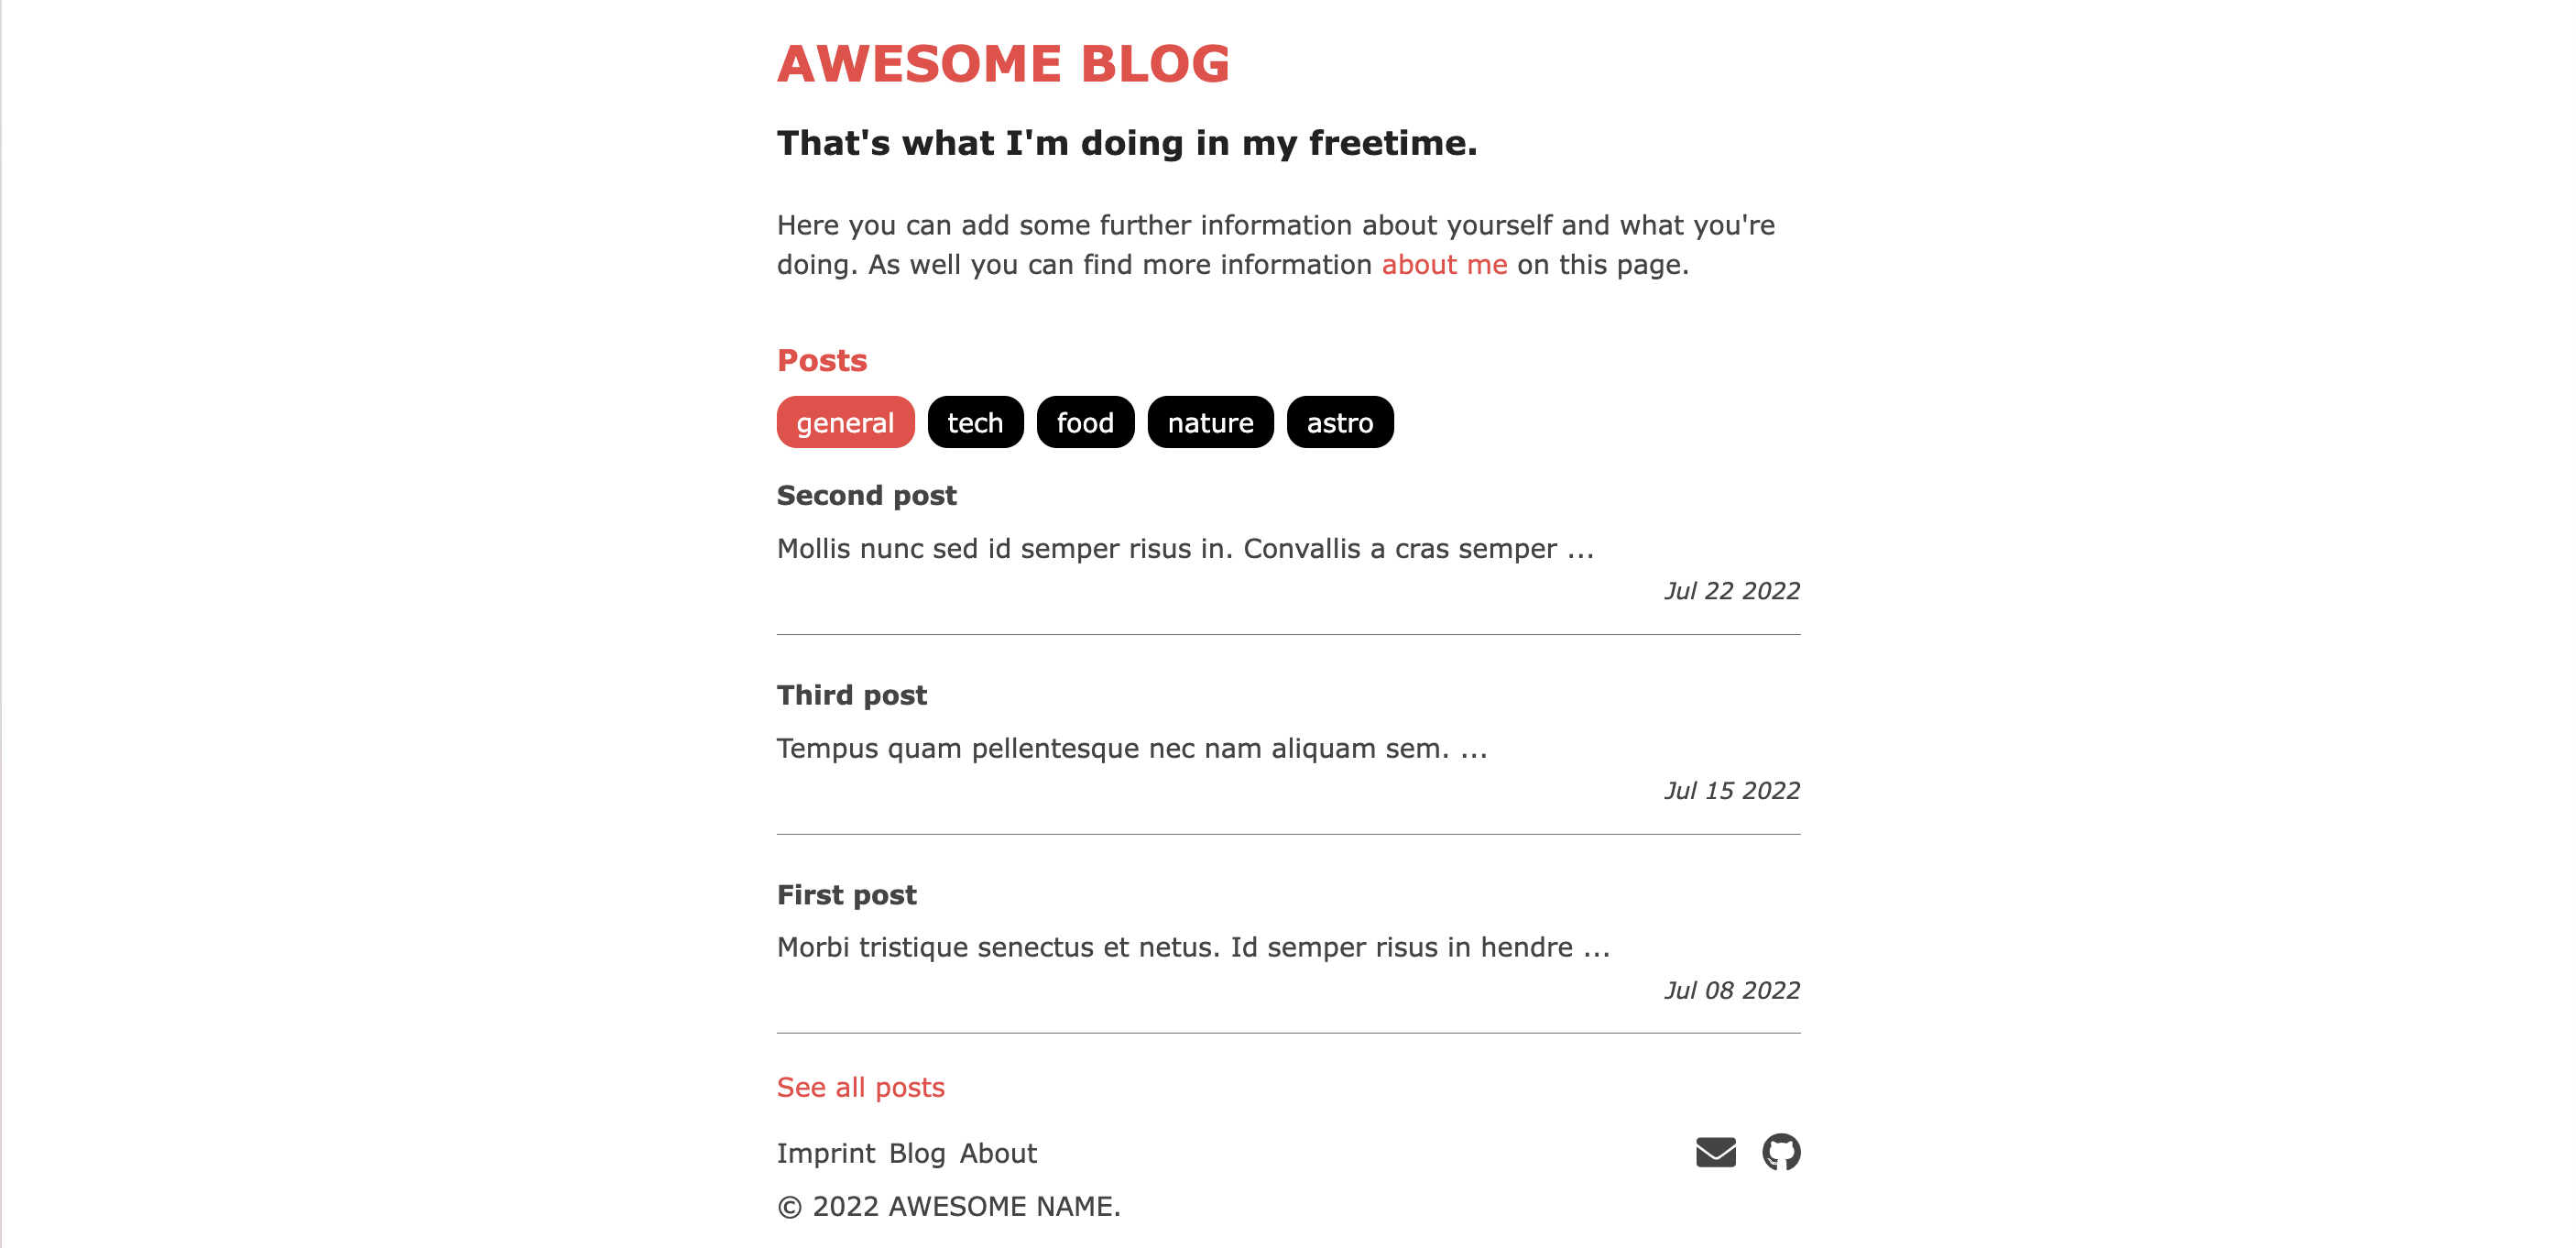 AWESOME BLOG
That's what I'm doing in my freetime.
Here you can add some further information about yourself and what you're
doing. As well you can find more information about me on this page.
Posts
general tech food nature astro
Second post
Mollis nunc sed id semper risus in. Convallis a cras semper ...
Jul 22 2022
Third post
Tempus quam pellentesque nec nam aliquam sem. ...
Jul 15 2022
First post
Morbi tristique senectus et netus. Id semper risus in hendre ...
Jul 08 2022
See all posts
Imprint Blog About
© 2022 AWESOME NAME.